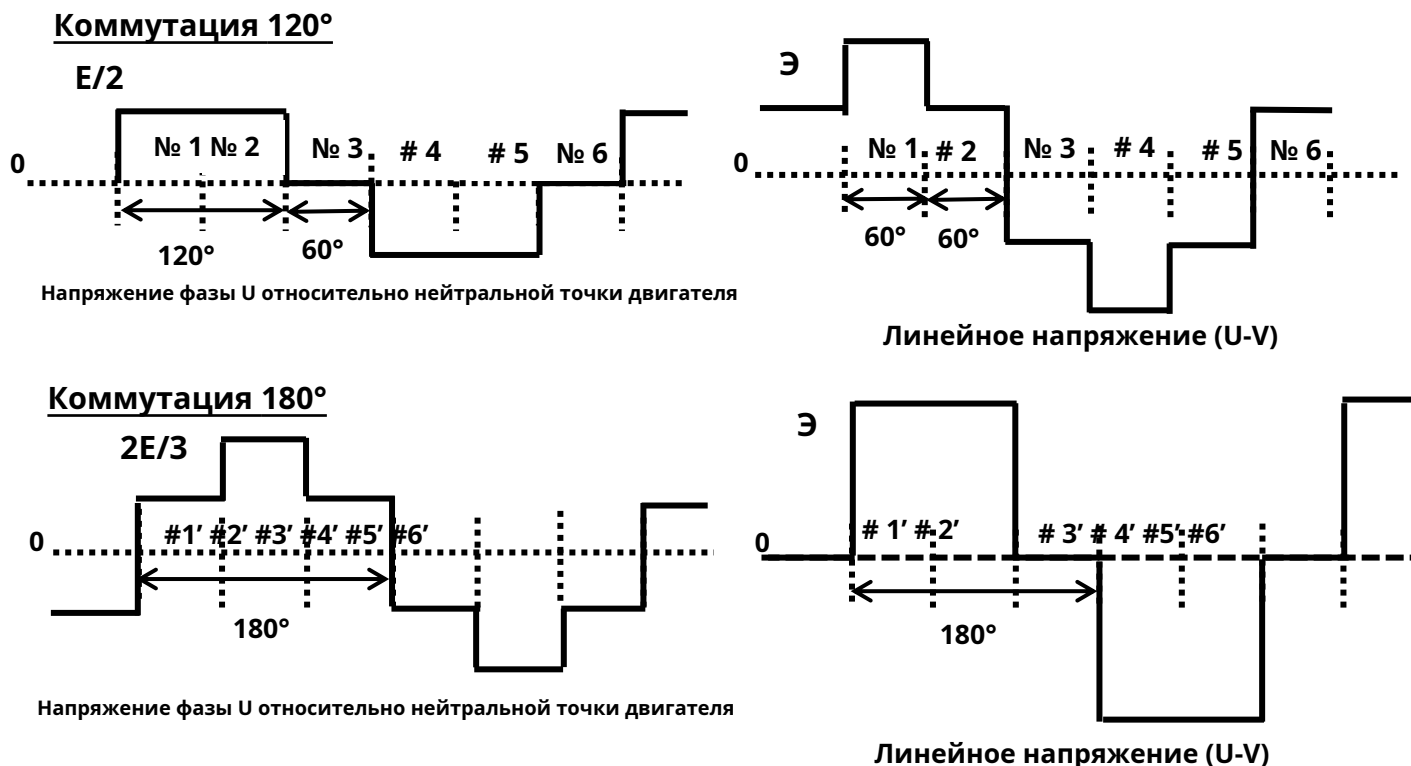 Коммутация 120°
E/2
0
№ 1 № 2
№ 3
# 4
# 5
№ 6
120°
60°
Напряжение фазы U относительно нейтральной точки двигателя
Э
0
№ 1
# 2
№ 3
# 4
# 5
№ 6
60°
60°
Линейное напряжение (U-V)
Коммутация 180°
2E/3
0
#1’ #2’ #3’ #4’ #5’ #6’
180°
Напряжение фазы U относительно нейтральной точки двигателя
Э
0
# 1’ #2’
# 3’ # 4’ #5’ #6’
180°
Линейное напряжение (U-V)